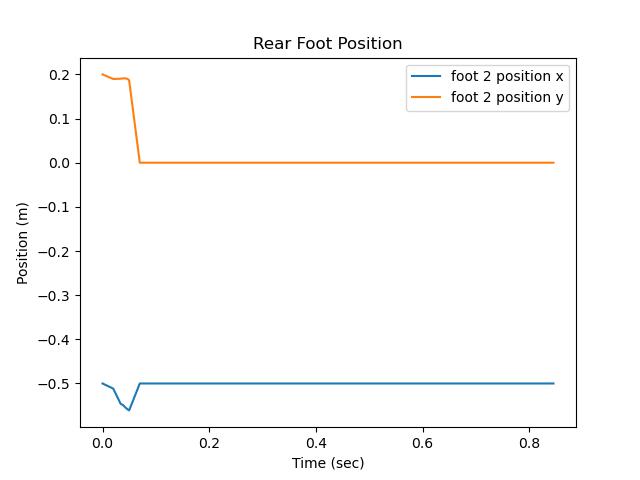 Rear Foot Position
foot 2 position x
foot 2 position y
Position (m)
0.2
0.1
0.0
−0.1
−0.2
−0.3
−0.4
−0.5
0.0 0.2 0.4 0.6 0.8
Time (sec)